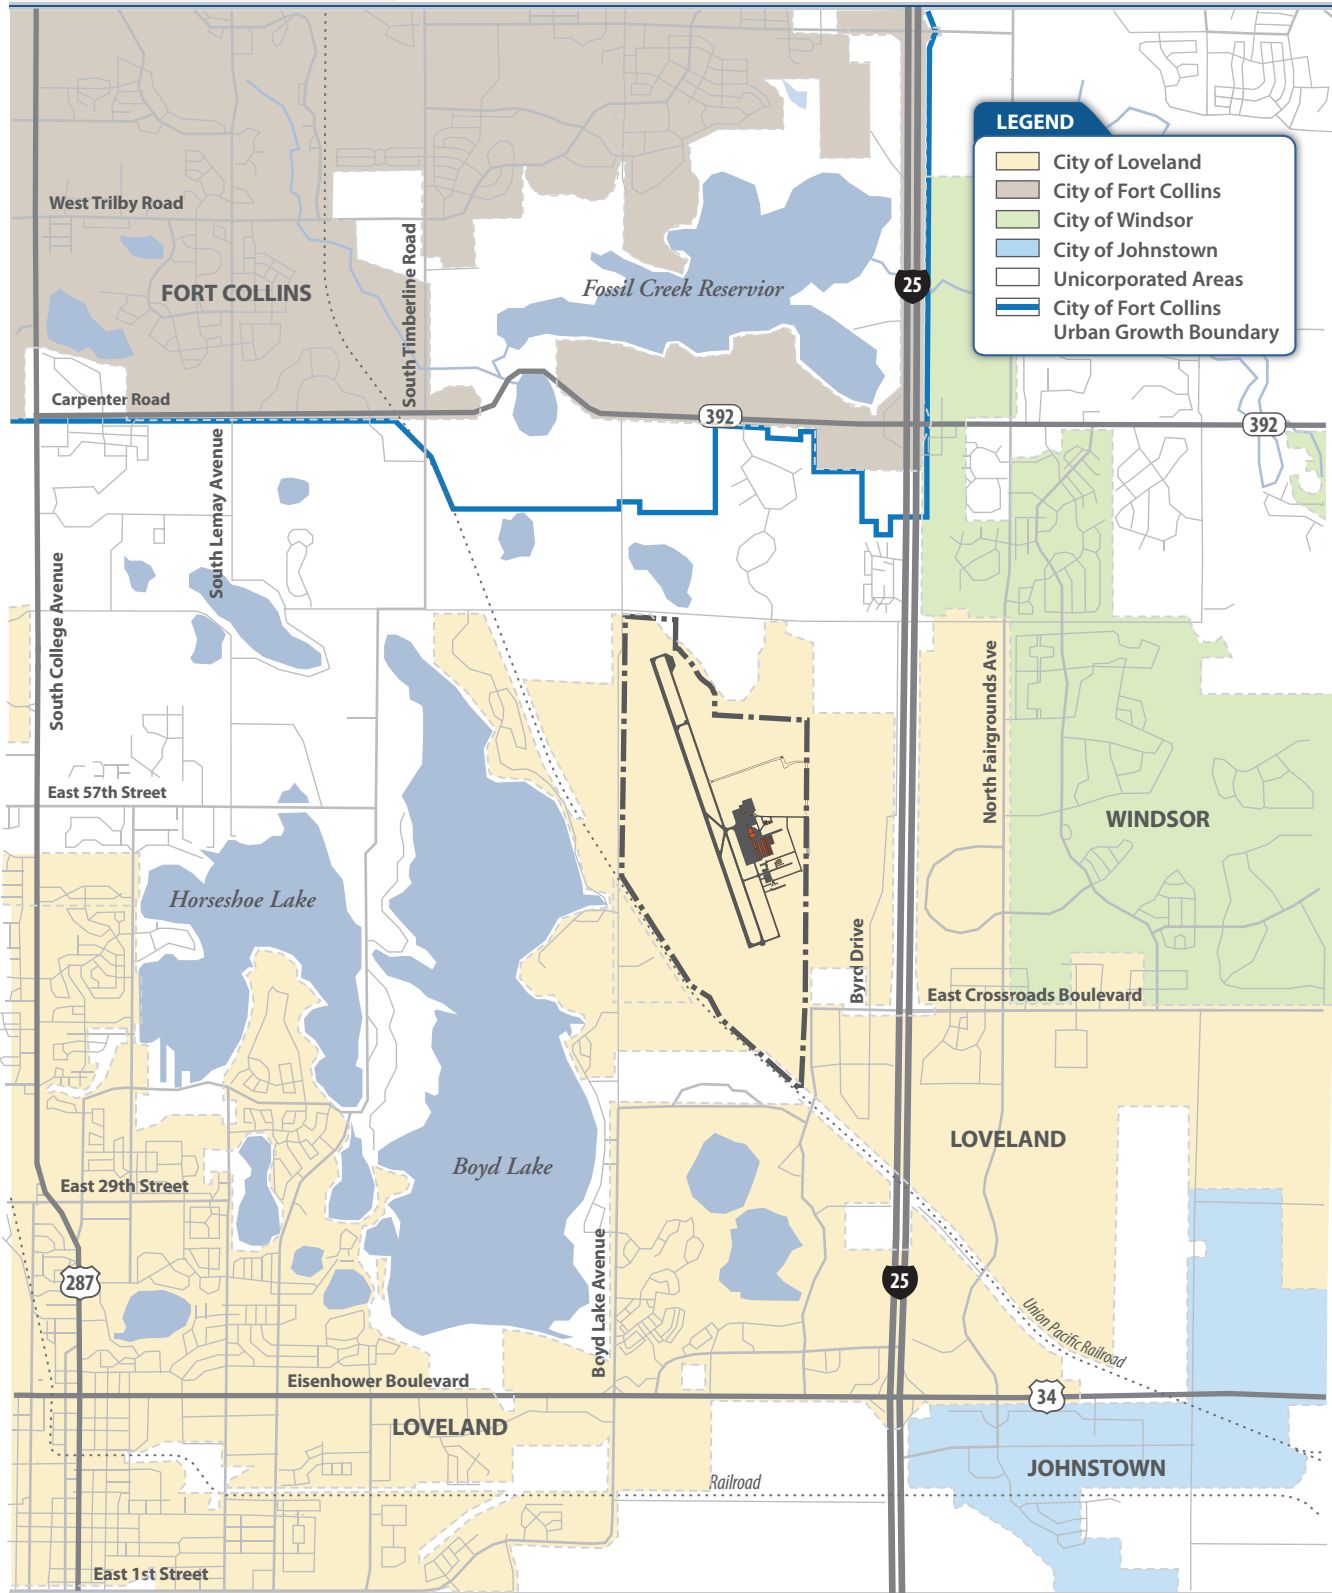 LEGEND
City of Loveland
City of Fort Collins
City of Windsor
City of Johnstown
Unicorporated Areas
City of Fort Collins
Urban Growth Boundary
West Trilby Road
FORT COLLINS
South Timberline Road
Fossil Creek Reservior
25
Carpenter Road
392
392
South Lemay Avenue
South College Avenue
North Fairgrounds Ave
East 57th Street
WINDSOR
Horseshoe Lake
Byrd Drive
East Crossroads Boulevard
LOVELAND
Boyd Lake
East 29th Street
287
Boyd Lake Avenue
25
Union Pacific Railroad
Eisenhower Boulevard
34
LOVELAND
JOHNSTOWN
Railroad
East 1st Street